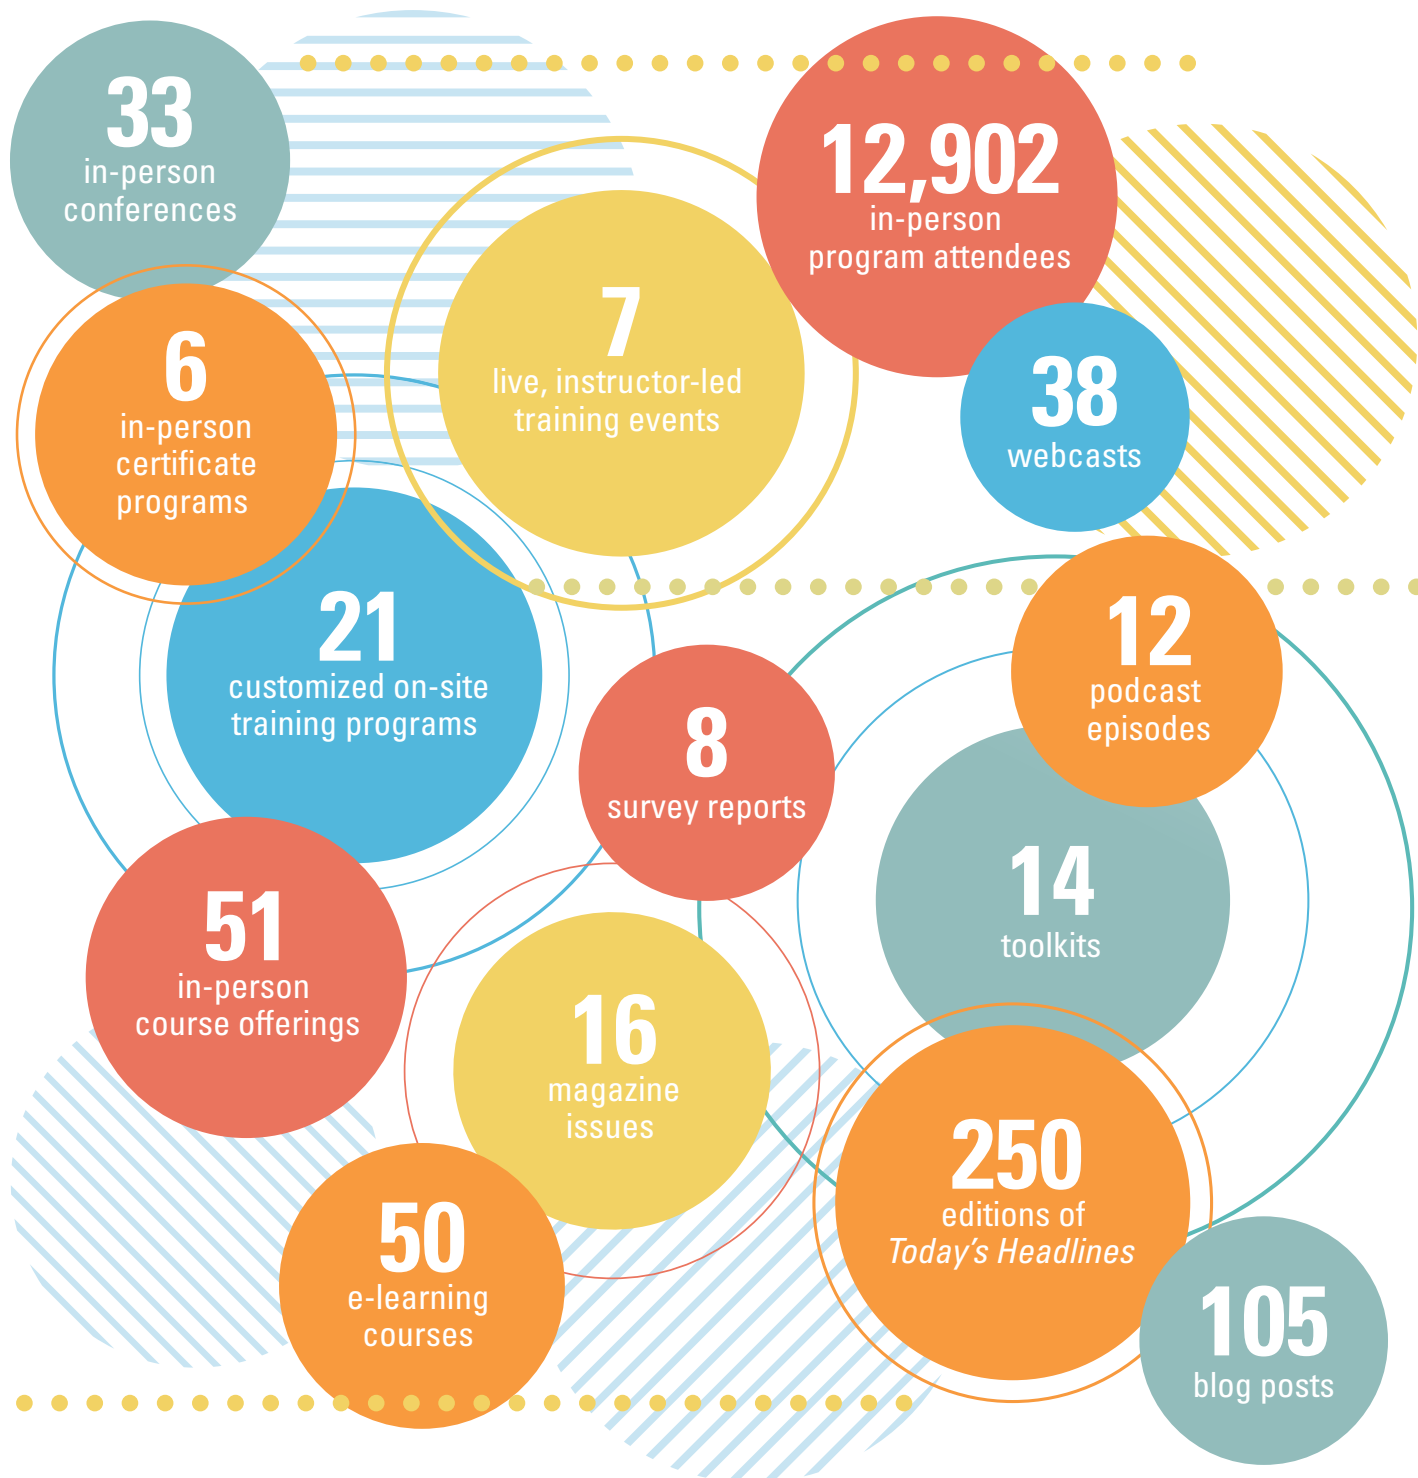 33
in-person
conferences
12,902
in-person
program attendees
7
live, instructor-led
training events
6
in-person
certificate
programs
38
webcasts
21
customized on-site
training programs
12
podcast
episodes
8
survey reports
14
toolkits
51
in-person
course offerings
16
magazine
issues
250
editions of
Today’s Headlines
50
e-learning
courses
105
blog posts